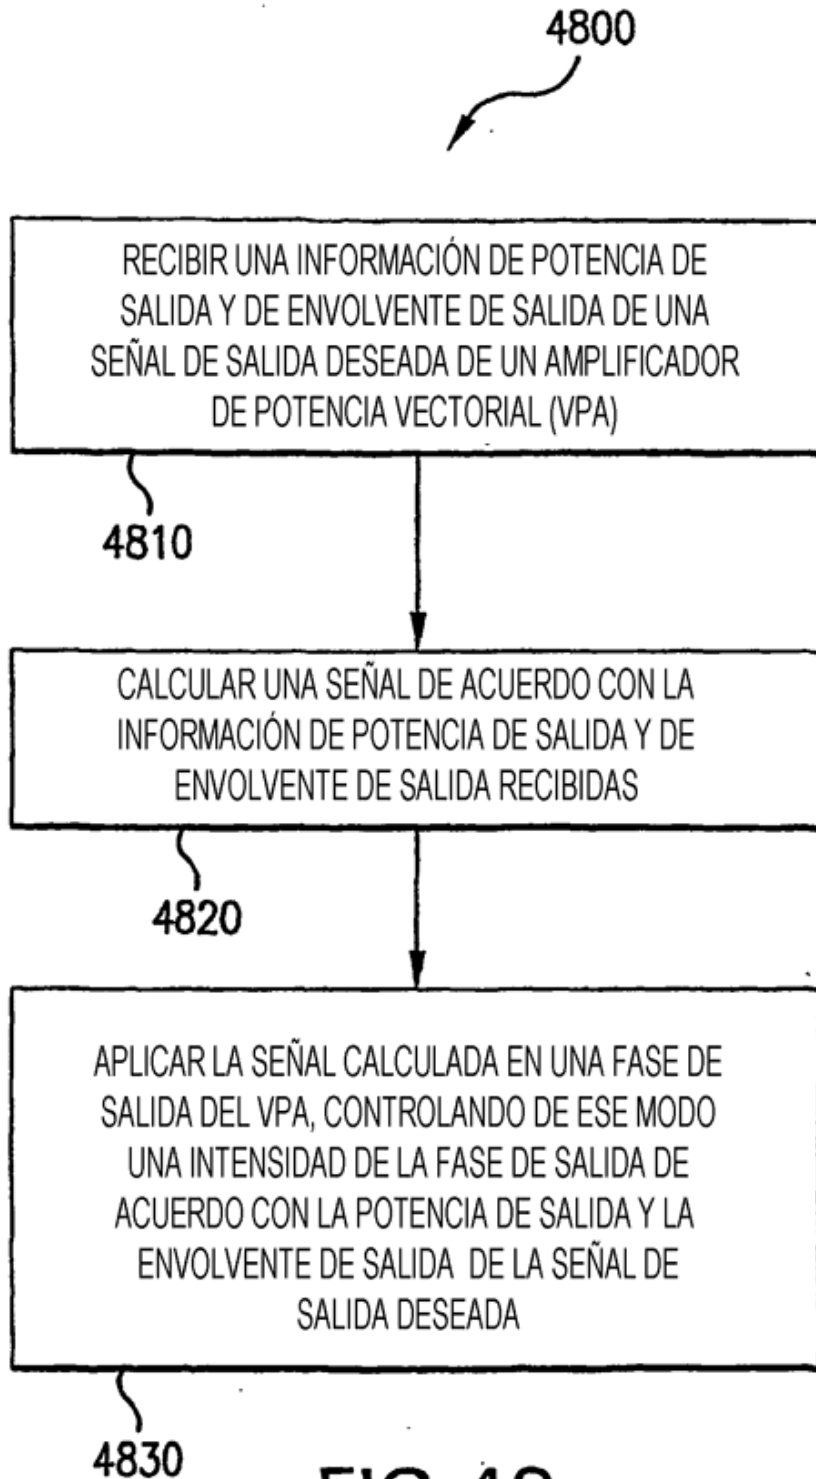 4800
RECIBIR UNA INFORMACIÓN DE POTENCIA DE
SALIDA Y DE ENVOLVENTE DE SALIDA DE UNA
SEÑAL DE SALIDA DESEADA DE UN AMPLIFICADOR
DE POTENCIA VECTORIAL (VPA)
4810
CALCULAR UNA SEÑAL DE ACUERDO CON LA
INFORMACIÓN DE POTENCIA DE SALIDA Y DE
ENVOLVENTE DE SALIDA RECIBIDAS
4820
APLICAR LA SEÑAL CALCULADA EN UNA FASE DE
SALIDA DEL VPA, CONTROLANDO DE ESE MODO
UNA INTENSIDAD DE LA FASE DE SALIDA DE
ACUERDO CON LA POTENCIA DE SALIDA Y LA
ENVOLVENTE DE SALIDA DE LA SEÑAL DE
SALIDA DESEADA
4830